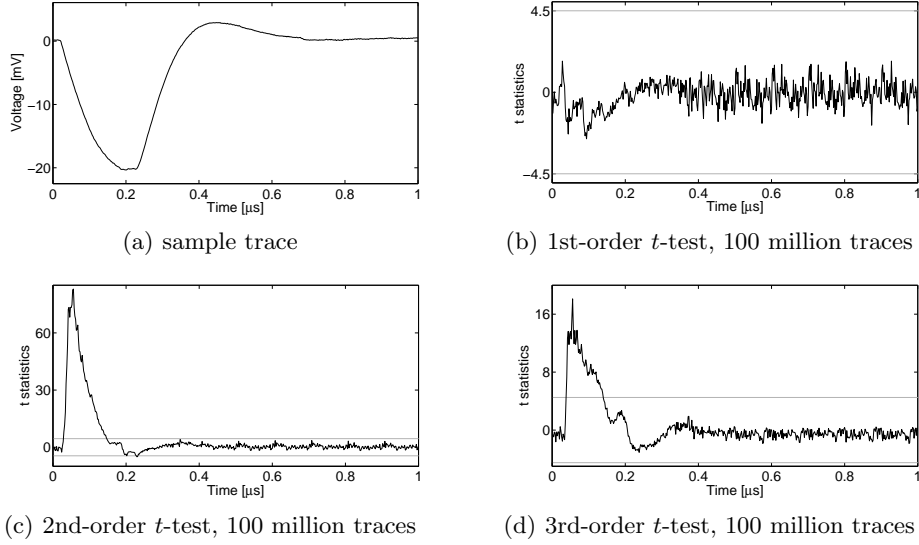 0
−10
−20
Voltage [mV]
0 0.2 0.4 0.6 0.8 1
Time [µs]
(a) sample trace
4.5
0
−4.5
t statistics
0 0.2 0.4 0.6 0.8 1
Time [µs]
(b) 1st-order t-test, 100 million traces
60
30
0
t statistics
0 0.2 0.4 0.6 0.8 1
Time [µs]
(c) 2nd-order t-test, 100 million traces
16
8
0
t statistics
0 0.2 0.4 0.6 0.8 1
Time [µs]
(d) 3rd-order t-test, 100 million traces